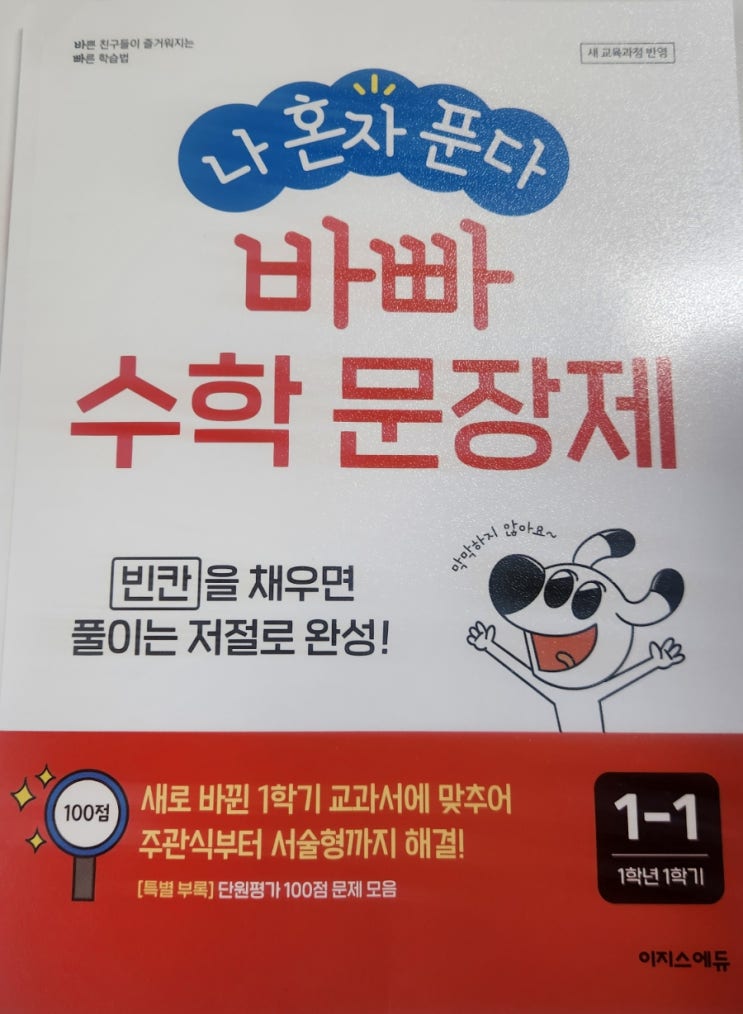 바쁜 친구들이 즐거워지는
빠른 학습법
새 교육과정 반영
나 혼자 푼다
바빠
수학 문장제
막막하지 않아요~
빈칸을 채우면
풀이는 저절로 완성!
100점
새로 바뀐 1학기 교과서에 맞추어
주관식부터 서술형까지 해결!
[특별 부록] 단원평가 100점 문제 모음
1-1
1학년 1학기
이지스에듀